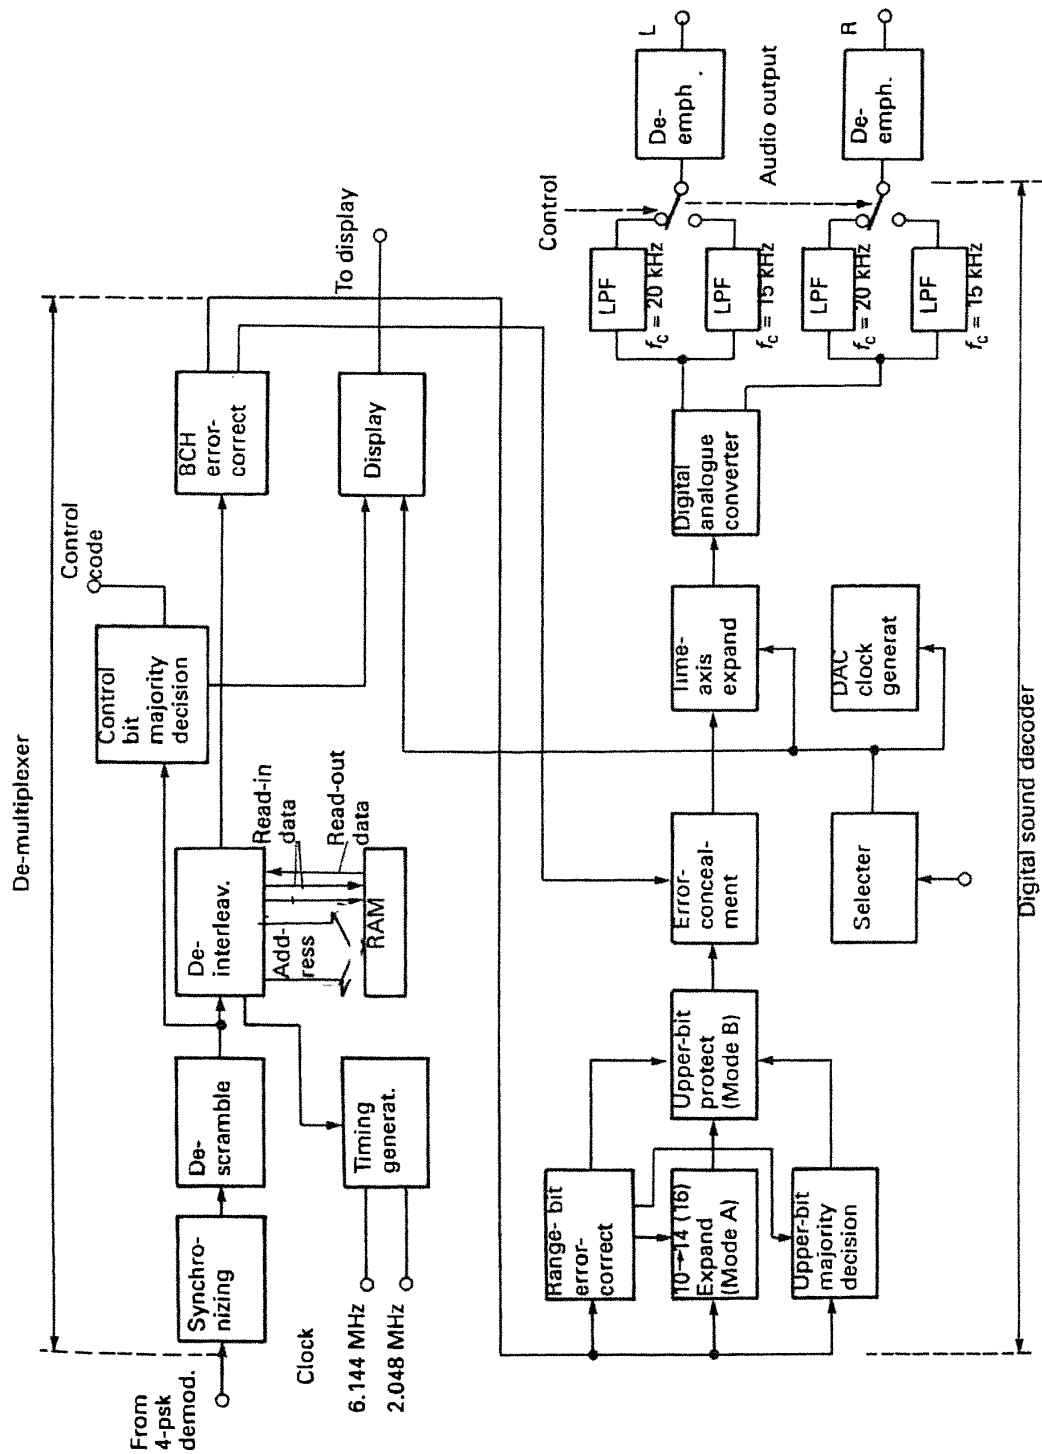 De-multiplexer
From
4-psk
demod.
Synchro-
nizing
De-
scramble
De-
interleav.
Control
bit
majority
decision
Control
code
BCH
error-
correct
Clock
6.144 MHz
2.048 MHz
Timing
generat.
Add-
ress
Read-in
data
Read-out
data
RAM
Display
To display
Range-bit
error-
correct
10→14 (16)
Expand
(Mode A)
Upper-bit
majority
decision
Upper-bit
protect
(Mode B)
Error-
conceal-
ment
Selecter
Time-
axis
expand
DAC
clock
generat
Digital
analogue
converter
LPF
fc = 20 kHz
LPF
fc = 15 kHz
LPF
fc = 20 kHz
LPF
fc = 15 kHz
Control
De-
emph.
L
Audio output
De-
emph.
R
Digital sound decoder